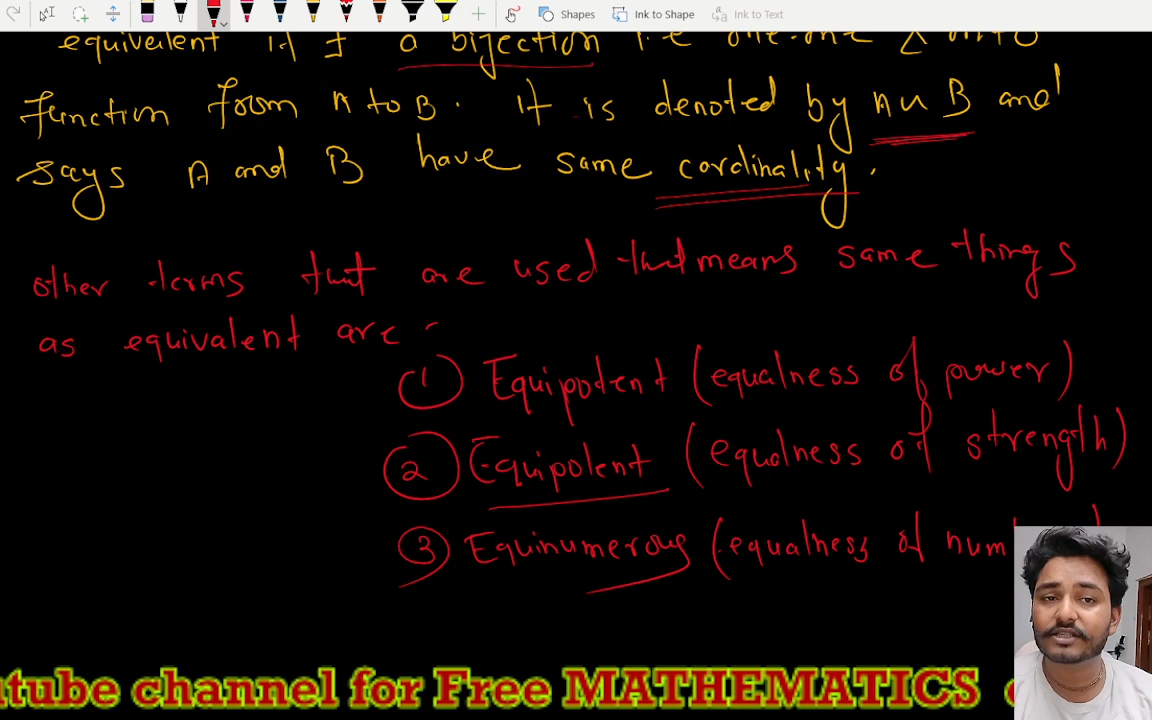 Shapes Ink to Shape Ink to Text
equivalent if ∃ a bijection i.e one-one & onto
function from A to B. It is denoted by A ~ B and
says A and B have same cordinality.
other terms that are used that means same things
as equivalent are
① Equipotent (equalness of power)
② Equipolent (equalness of strength)
③ Equinumerous (equalness of num
utube channel for Free MATHEMATICS